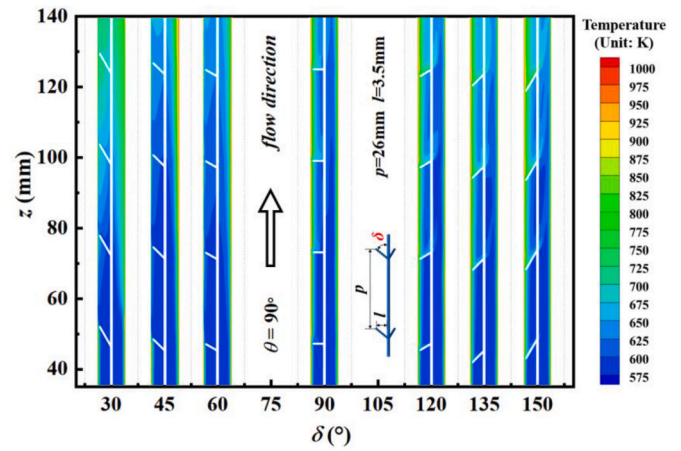 Temperature
(Unit: K)
1000
975
950
925
900
875
850
825
800
775
750
725
700
675
650
625
600
575
140
120
100
80
60
40
z (mm)
flow direction
θ = 90°
p=26mm l=3.5mm
δ
p
l
30 45 60 75 90 105 120 135 150
δ (°)